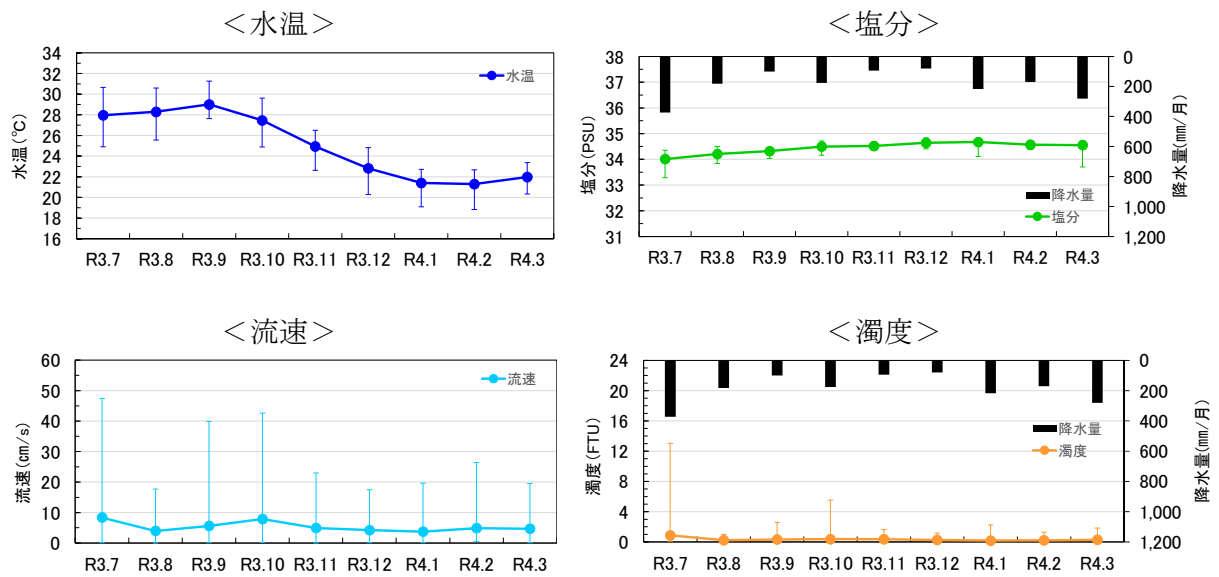 ＜水温＞
34
32
30
28
26
24
22
20
18
16
水温(℃)
水温
R3.7 R3.8 R3.9 R3.10 R3.11 R3.12 R4.1 R4.2 R4.3
＜塩分＞
38
37
36
35
34
33
32
31
塩分(PSU)
0
200
400
600
800
1,000
1,200
降水量(mm/月)
降水量
塩分
R3.7 R3.8 R3.9 R3.10 R3.11 R3.12 R4.1 R4.2 R4.3
＜流速＞
60
50
40
30
20
10
0
流速(cm/s)
流速
R3.7 R3.8 R3.9 R3.10 R3.11 R3.12 R4.1 R4.2 R4.3
＜濁度＞
24
20
16
12
8
4
0
濁度(FTU)
0
200
400
600
800
1,000
1,200
降水量(mm/月)
降水量
濁度
R3.7 R3.8 R3.9 R3.10 R3.11 R3.12 R4.1 R4.2 R4.3